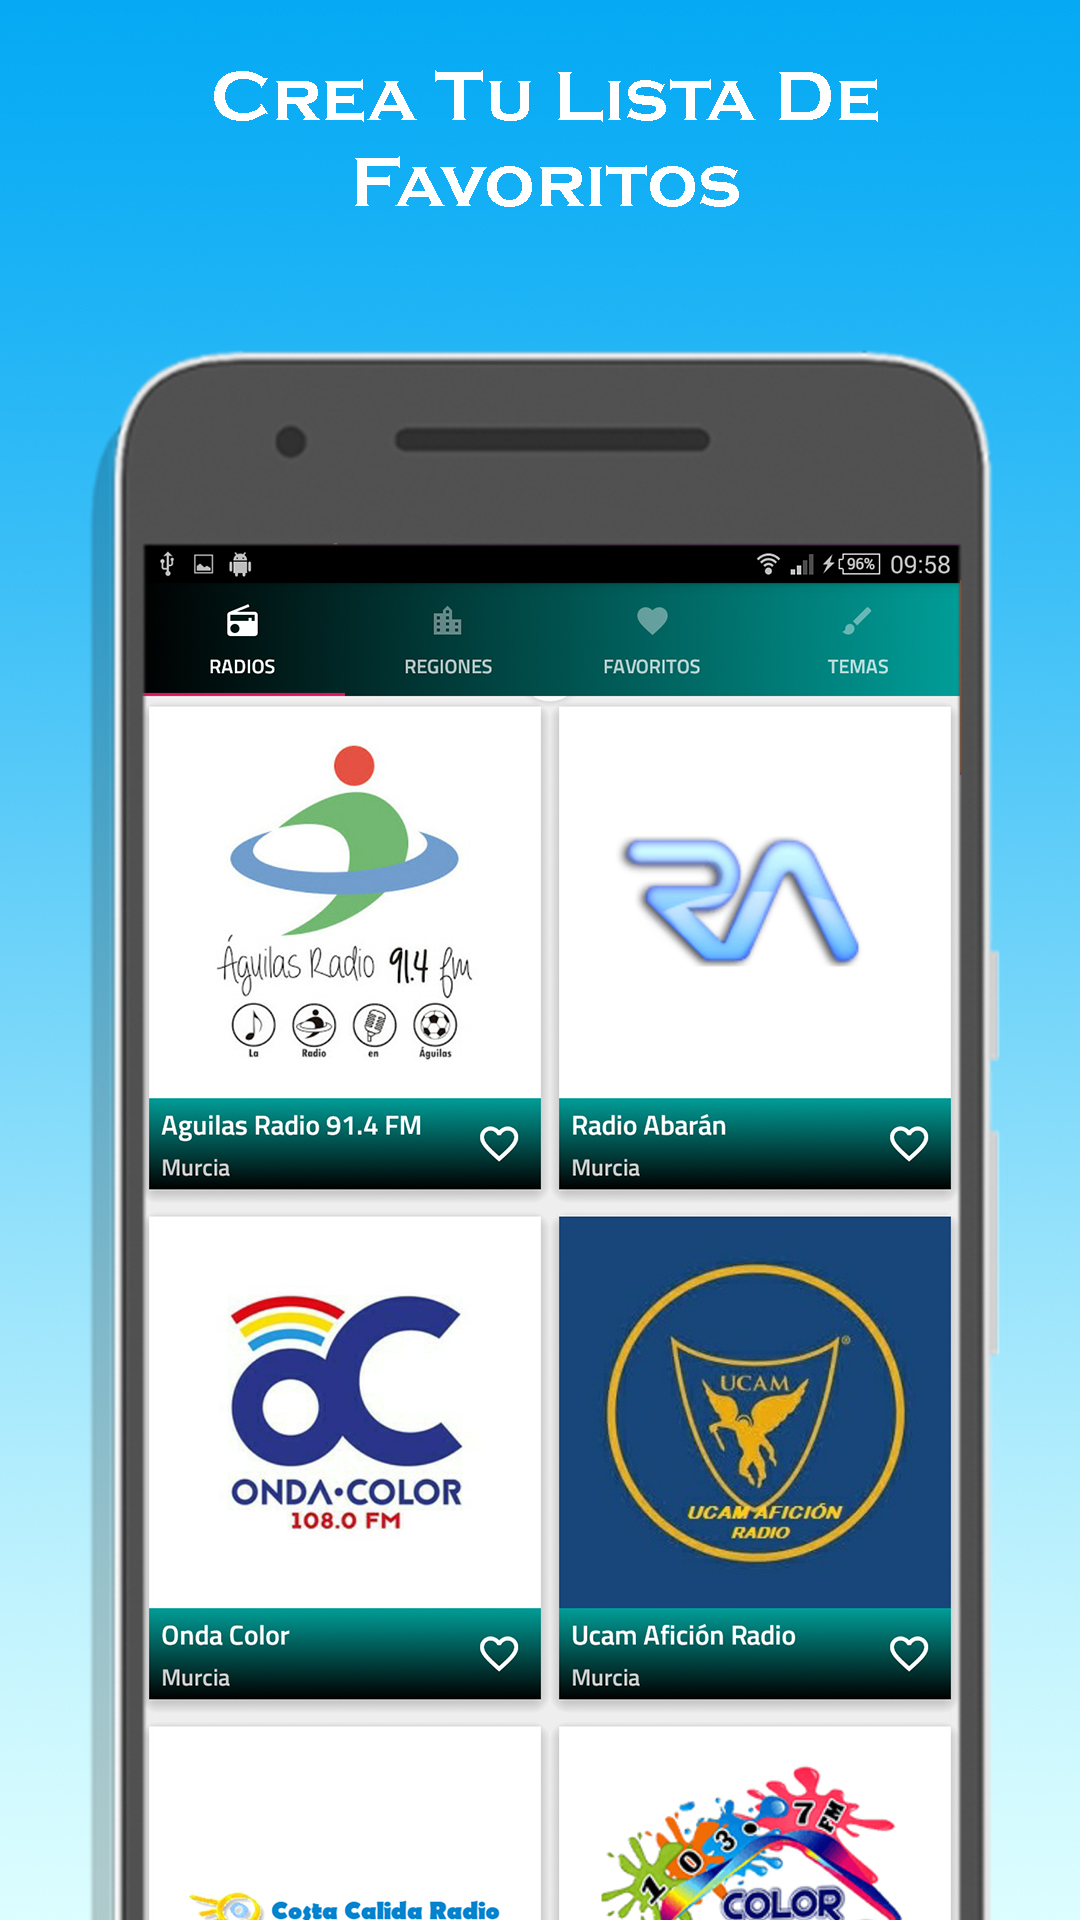 CREA TU LISTA DE
FAVORITOS
96% 09:58
RADIOS REGIONES FAVORITOS TEMAS
Águilas Radio 91.4 fm
La Radio en Águilas
RA
Aguilas Radio 91.4 FM
Murcia
Radio Abarán
Murcia
OC
ONDA·COLOR
108.0 FM
UCAM
UCAM AFICIÓN
RADIO
®
Onda Color
Murcia
Ucam Afición Radio
Murcia
Costa Calida Radio
103.7 FM
COLOR